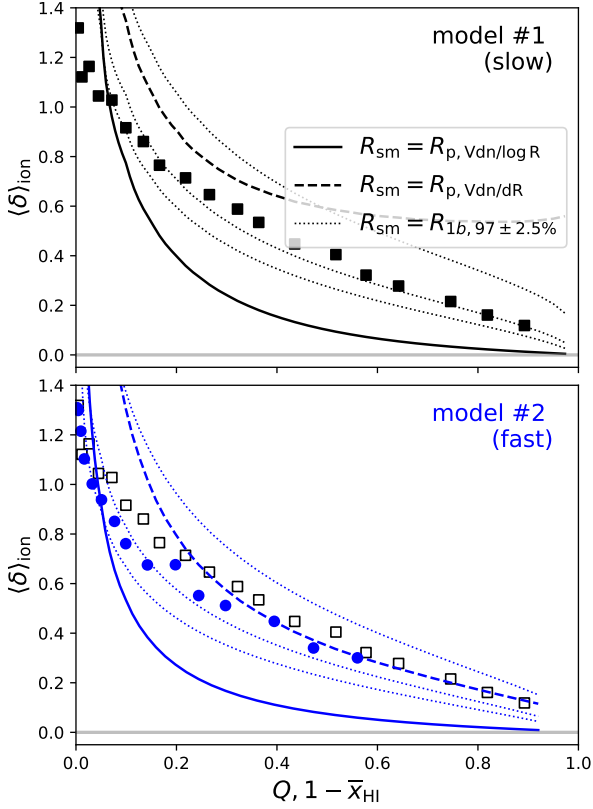 1.4
1.2
1.0
0.8
0.6
0.4
0.2
0.0
⟨δ⟩ion
model #1
(slow)
Rsm = Rp, Vdn/log R
Rsm = Rp, Vdn/dR
Rsm = R1b, 97 ± 2.5%
1.4
1.2
1.0
0.8
0.6
0.4
0.2
0.0
⟨δ⟩ion
model #2
(fast)
0.0 0.2 0.4 0.6 0.8 1.0
Q, 1 − x̅HI